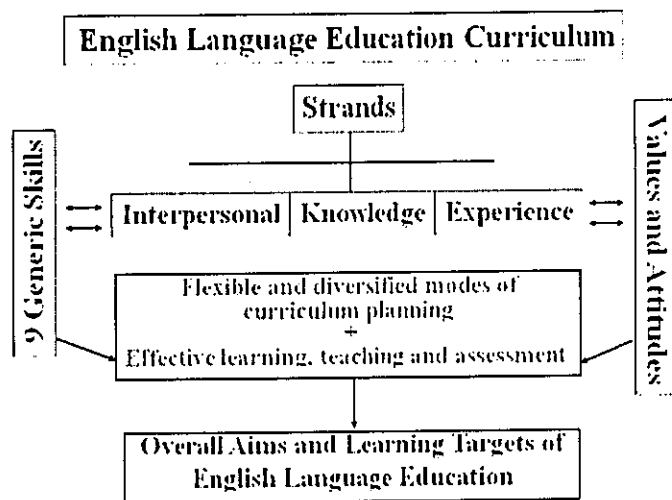 English Language Education Curriculum
Strands
9 Generic Skills
Interpersonal
Knowledge
Experience
Values and Attitudes
Flexible and diversified modes of
curriculum planning
+
Effective learning, teaching and assessment
Overall Aims and Learning Targets of
English Language Education